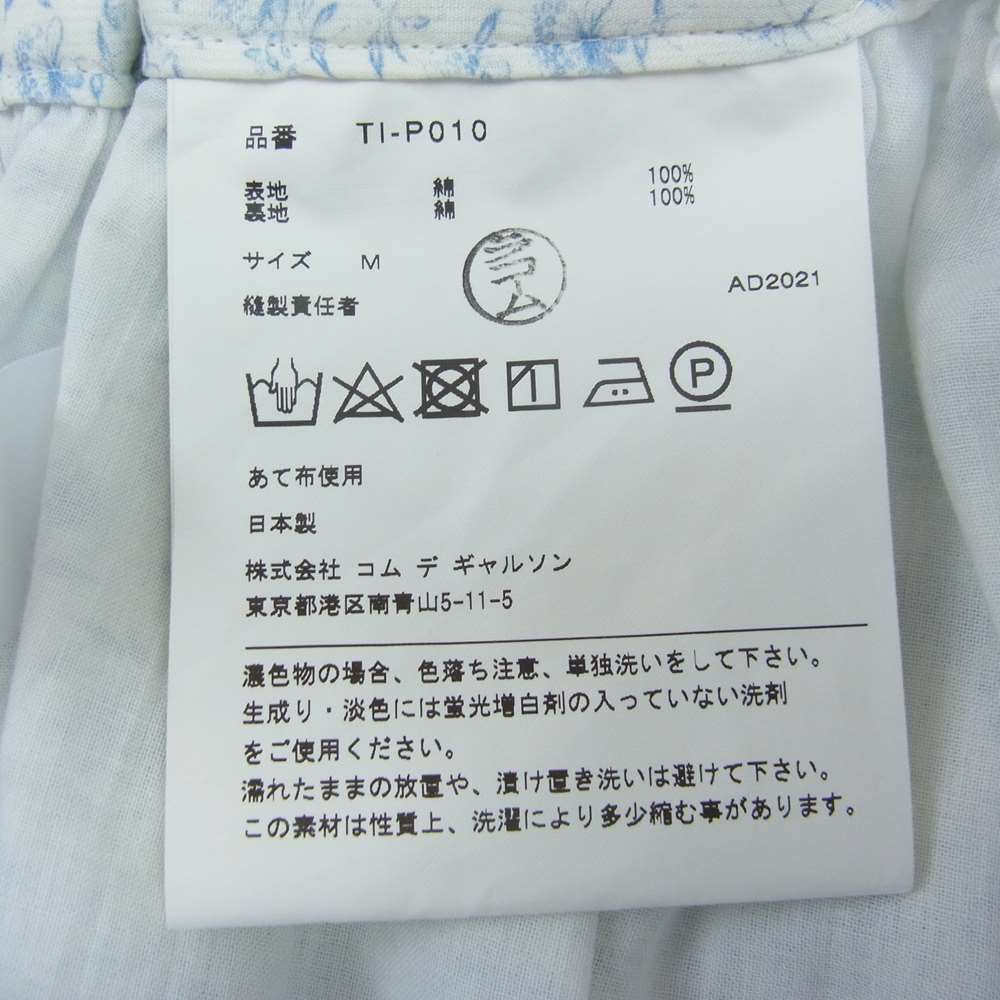 品番 TI-P010
表地 綿 100%
裏地 綿 100%
サイズ M
AD2021
縫製責任者
P
あて布使用
日本製
株式会社 コム デ ギャルソン
東京都港区南青山5-11-5
濃色物の場合、色落ち注意、単独洗いをして下さい。
生成り・淡色には蛍光増白剤の入っていない洗剤
をご使用ください。
濡れたままの放置や、漬け置き洗いは避けて下さい。
この素材は性質上、洗濯により多少縮む事があります。